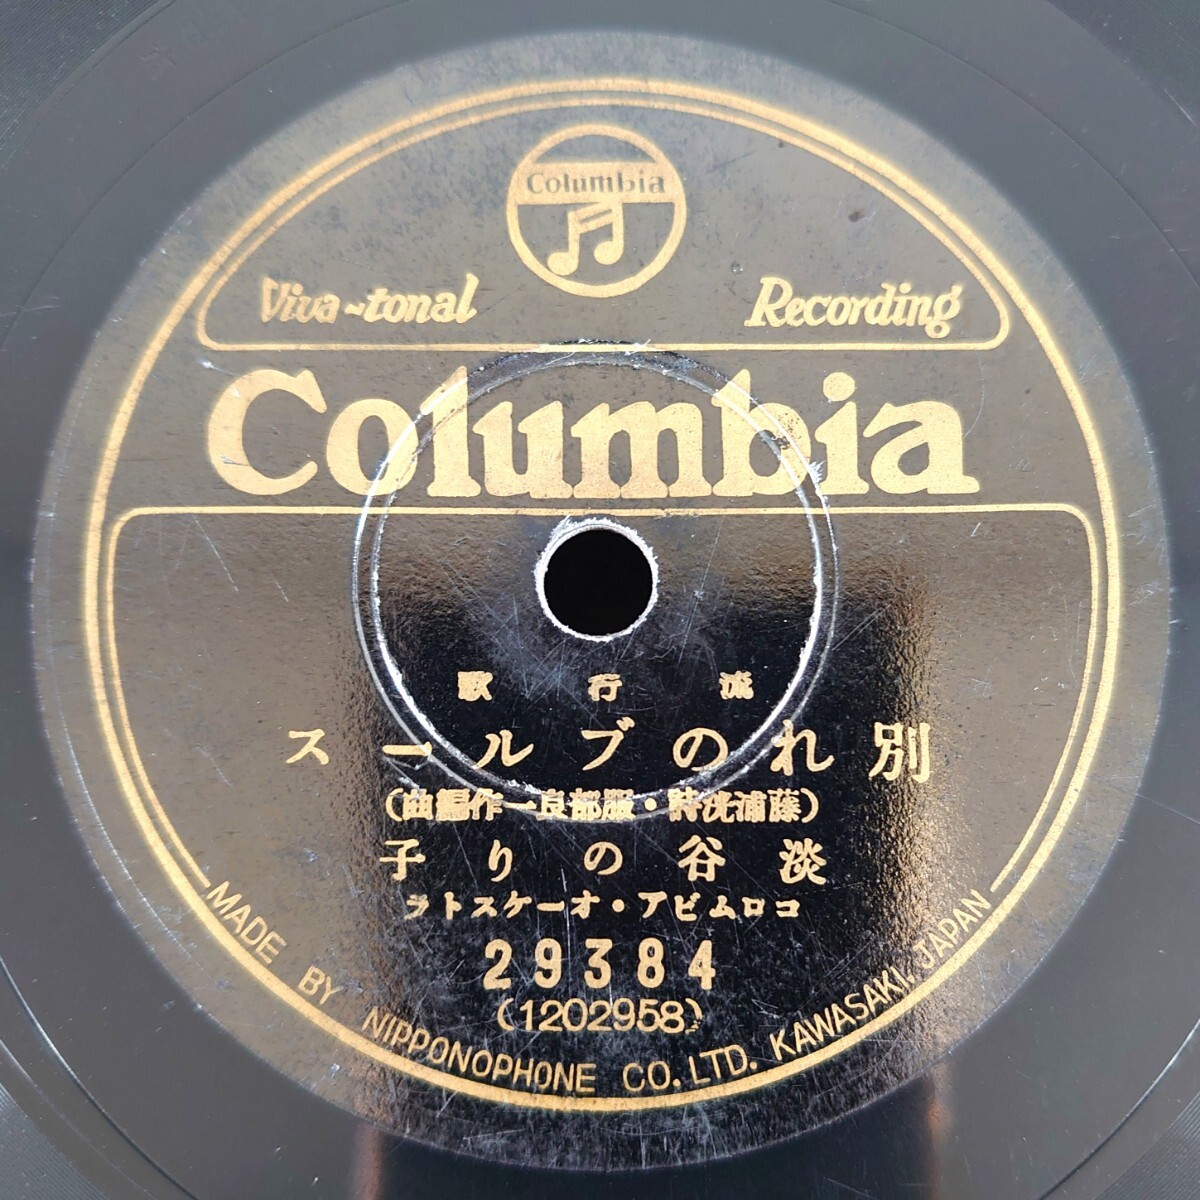 Columbia
Viva-tonal Recording
Columbia
流行歌
別れのブルース
(藤浦洸詩・服部良一作編曲)
淡谷のり子
コロムビア・オーケストラ
29384
(1202958)
MADE BY NIPPONOPHONE CO. LTD. KAWASAKI, JAPAN